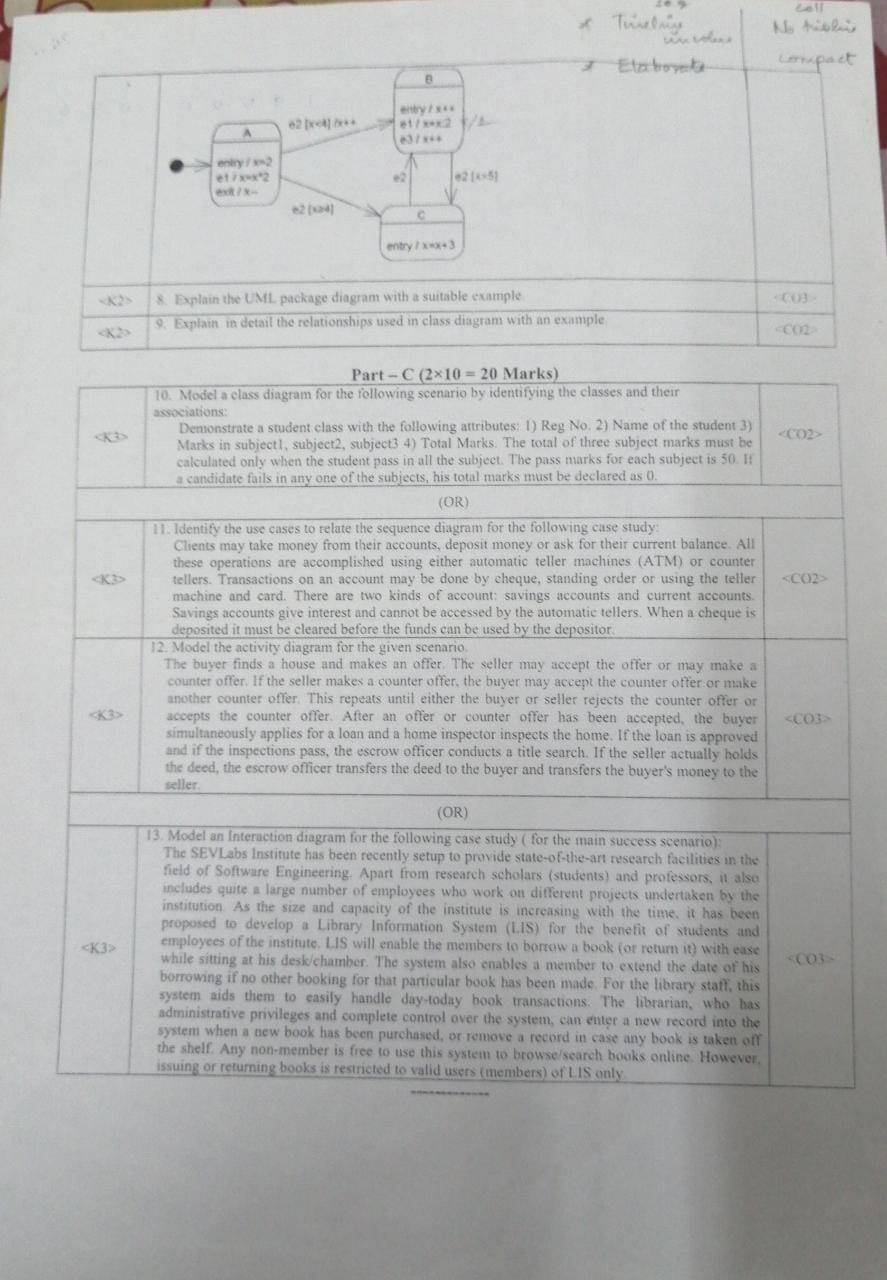 coll
No
compact
Elaborate
B
entry / x++
e1 / x=x:2
e3 / x++
e2 [x<4] /x++
A
entry / x=2
e1 / x=x*2
exit / x--
e2
e2 [x=5]
e2 [x≥4]
C
entry / x=x+3
<K2> 8. Explain the UML package diagram with a suitable example. <CO3>
<K2> 9. Explain in detail the relationships used in class diagram with an example. <CO2>
Part – C (2×10 = 20 Marks)
10. Model a class diagram for the following scenario by identifying the classes and their
associations:
Demonstrate a student class with the following attributes: 1) Reg No. 2) Name of the student 3)
<K3> Marks in subject1, subject2, subject3 4) Total Marks. The total of three subject marks must be <CO2>
calculated only when the student pass in all the subject. The pass marks for each subject is 50. If
a candidate fails in any one of the subjects, his total marks must be declared as 0.
(OR)
11. Identify the use cases to relate the sequence diagram for the following case study:
Clients may take money from their accounts, deposit money or ask for their current balance. All
these operations are accomplished using either automatic teller machines (ATM) or counter
<K3> tellers. Transactions on an account may be done by cheque, standing order or using the teller <CO2>
machine and card. There are two kinds of account: savings accounts and current accounts.
Savings accounts give interest and cannot be accessed by the automatic tellers. When a cheque is
deposited it must be cleared before the funds can be used by the depositor.
12. Model the activity diagram for the given scenario.
The buyer finds a house and makes an offer. The seller may accept the offer or may make a
counter offer. If the seller makes a counter offer, the buyer may accept the counter offer or make
another counter offer. This repeats until either the buyer or seller rejects the counter offer or
<K3> accepts the counter offer. After an offer or counter offer has been accepted, the buyer <CO3>
simultaneously applies for a loan and a home inspector inspects the home. If the loan is approved
and if the inspections pass, the escrow officer conducts a title search. If the seller actually holds
the deed, the escrow officer transfers the deed to the buyer and transfers the buyer's money to the
seller.
(OR)
13. Model an Interaction diagram for the following case study ( for the main success scenario):
The SEVLabs Institute has been recently setup to provide state-of-the-art research facilities in the
field of Software Engineering. Apart from research scholars (students) and professors, it also
includes quite a large number of employees who work on different projects undertaken by the
institution. As the size and capacity of the institute is increasing with the time, it has been
proposed to develop a Library Information System (LIS) for the benefit of students and
<K3> employees of the institute. LIS will enable the members to borrow a book (or return it) with ease <CO3>
while sitting at his desk/chamber. The system also enables a member to extend the date of his
borrowing if no other booking for that particular book has been made. For the library staff, this
system aids them to easily handle day-today book transactions. The librarian, who has
administrative privileges and complete control over the system, can enter a new record into the
system when a new book has been purchased, or remove a record in case any book is taken off
the shelf. Any non-member is free to use this system to browse/search books online. However,
issuing or returning books is restricted to valid users (members) of LIS only.